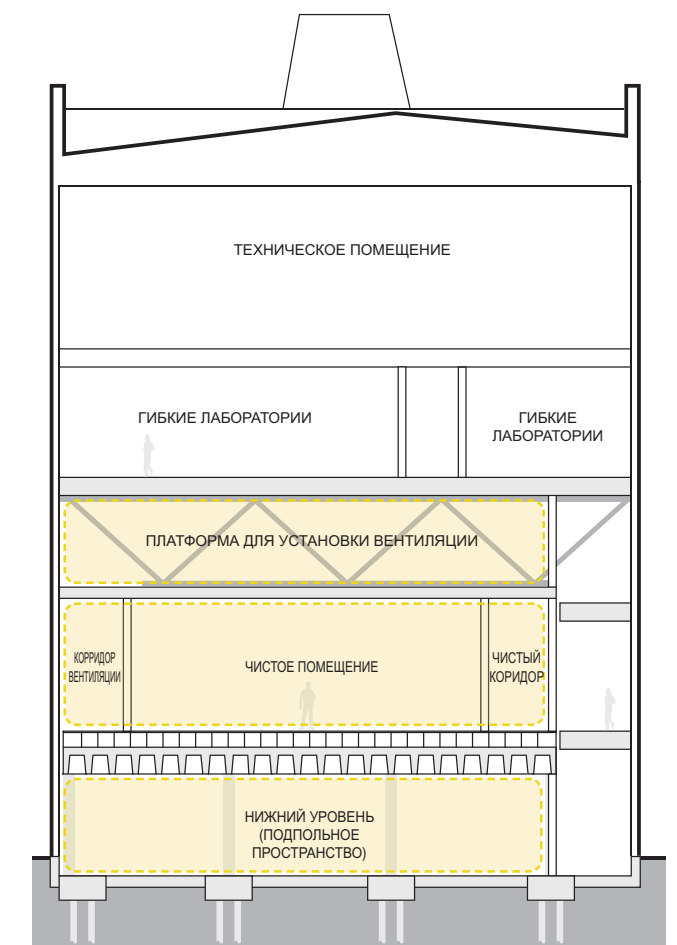 ТЕХНИЧЕСКОЕ ПОМЕЩЕНИЕ
ГИБКИЕ ЛАБОРАТОРИИ
ГИБКИЕ
ЛАБОРАТОРИИ
ПЛАТФОРМА ДЛЯ УСТАНОВКИ ВЕНТИЛЯЦИИ
КОРРИДОР
ВЕНТИЛЯЦИИ
ЧИСТОЕ ПОМЕЩЕНИЕ
ЧИСТЫЙ
КОРИДОР
НИЖНИЙ УРОВЕНЬ
(ПОДПОЛЬНОЕ
ПРОСТРАНСТВО)